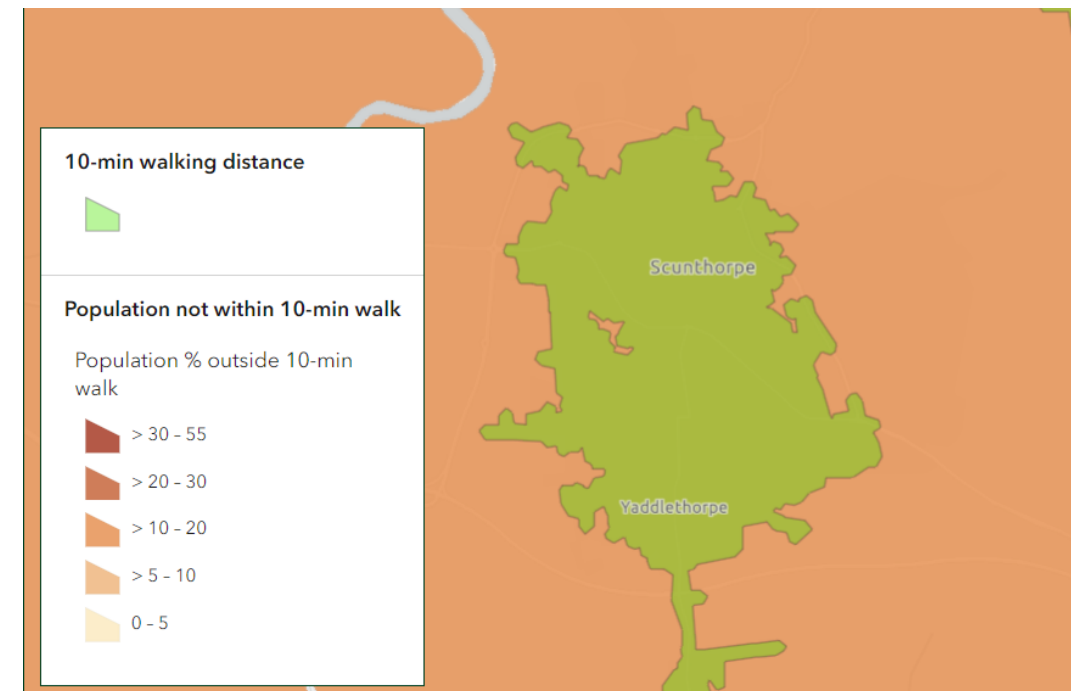 10-min walking distance
Population not within 10-min walk
Population % outside 10-min
walk
> 30 - 55
> 20 - 30
> 10 - 20
> 5 - 10
0 - 5
Scunthorpe
Yaddlethorpe